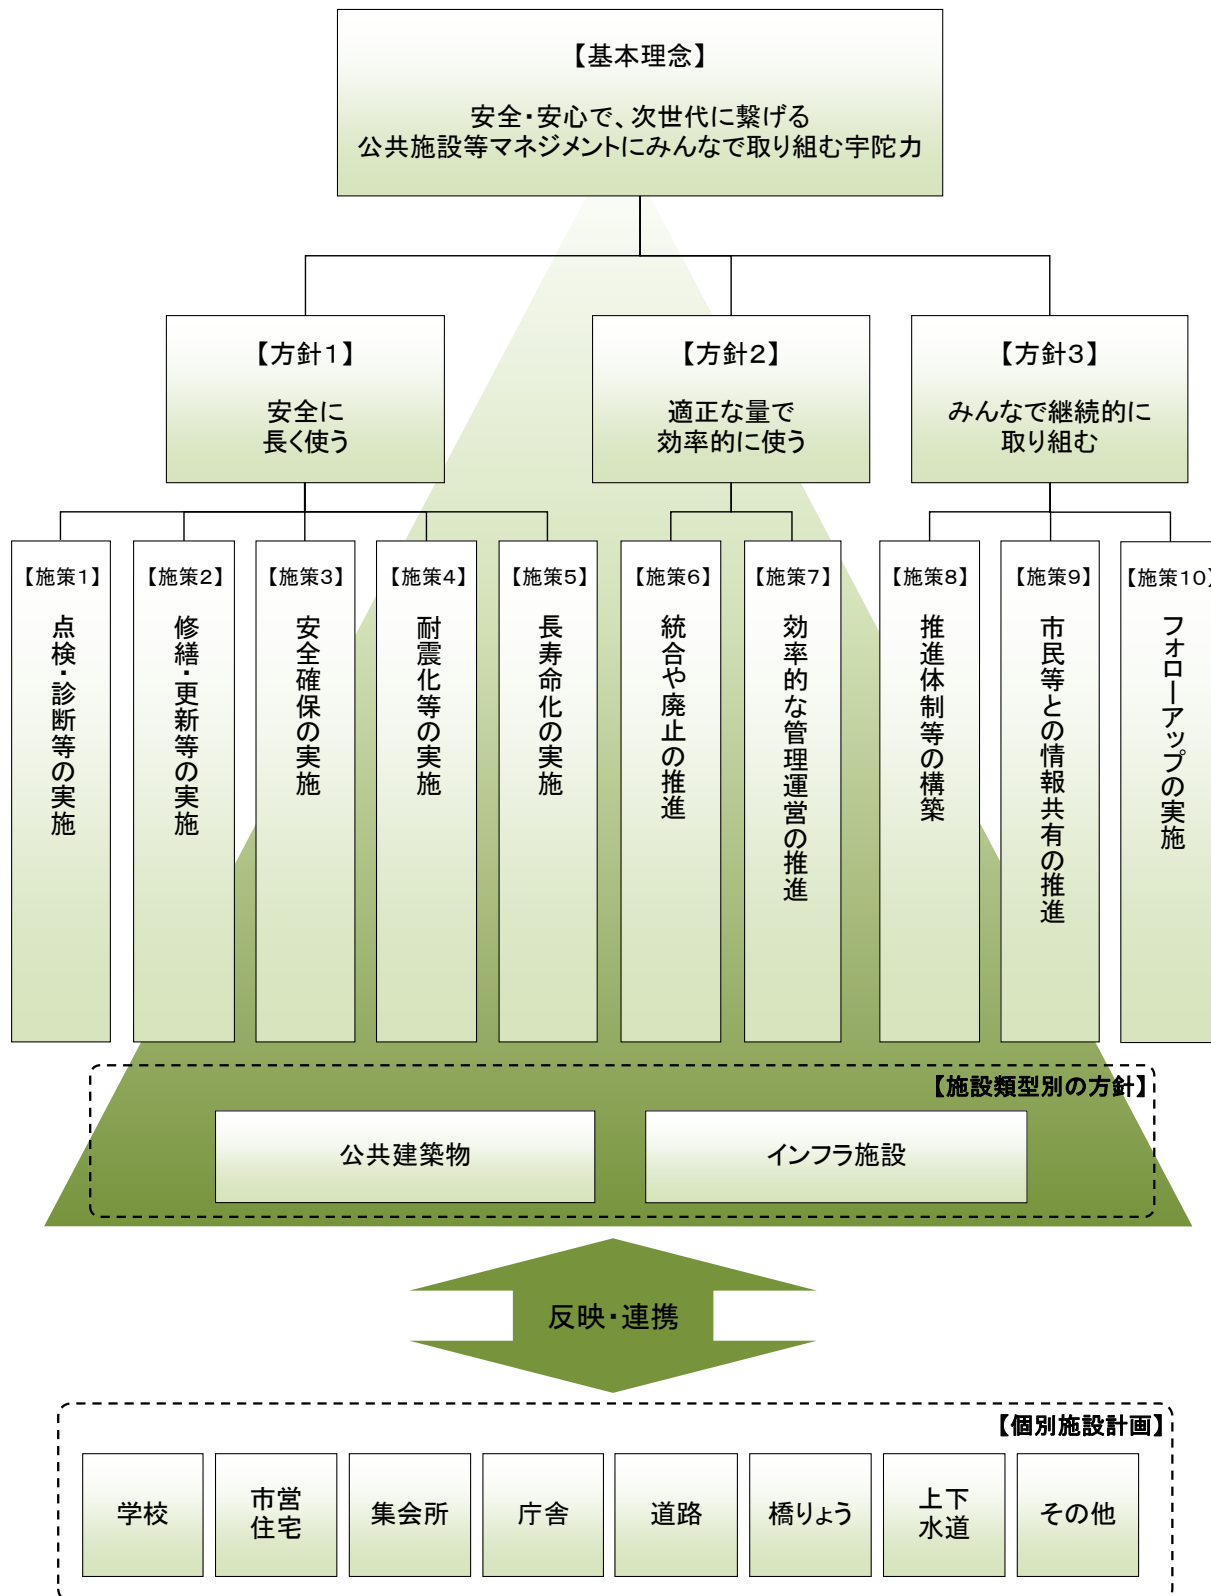 【基本理念】
安全・安心で、次世代に繋げる
公共施設等マネジメントにみんなで取り組む宇陀力
【方針１】
安全に
長く使う
【方針２】
適正な量で
効率的に使う
【方針３】
みんなで継続的に
取り組む
【施策１】
点検・診断等の実施
【施策２】
修繕・更新等の実施
【施策３】
安全確保の実施
【施策４】
耐震化等の実施
【施策５】
長寿命化の実施
【施策６】
統合や廃止の推進
【施策７】
効率的な管理運営の推進
【施策８】
推進体制等の構築
【施策９】
市民等との情報共有の推進
【施策１０】
フォローアップの実施
【施設類型別の方針】
公共建築物
インフラ施設
反映・連携
【個別施設計画】
学校
市営
住宅
集会所
庁舎
道路
橋りょう
上下
水道
その他